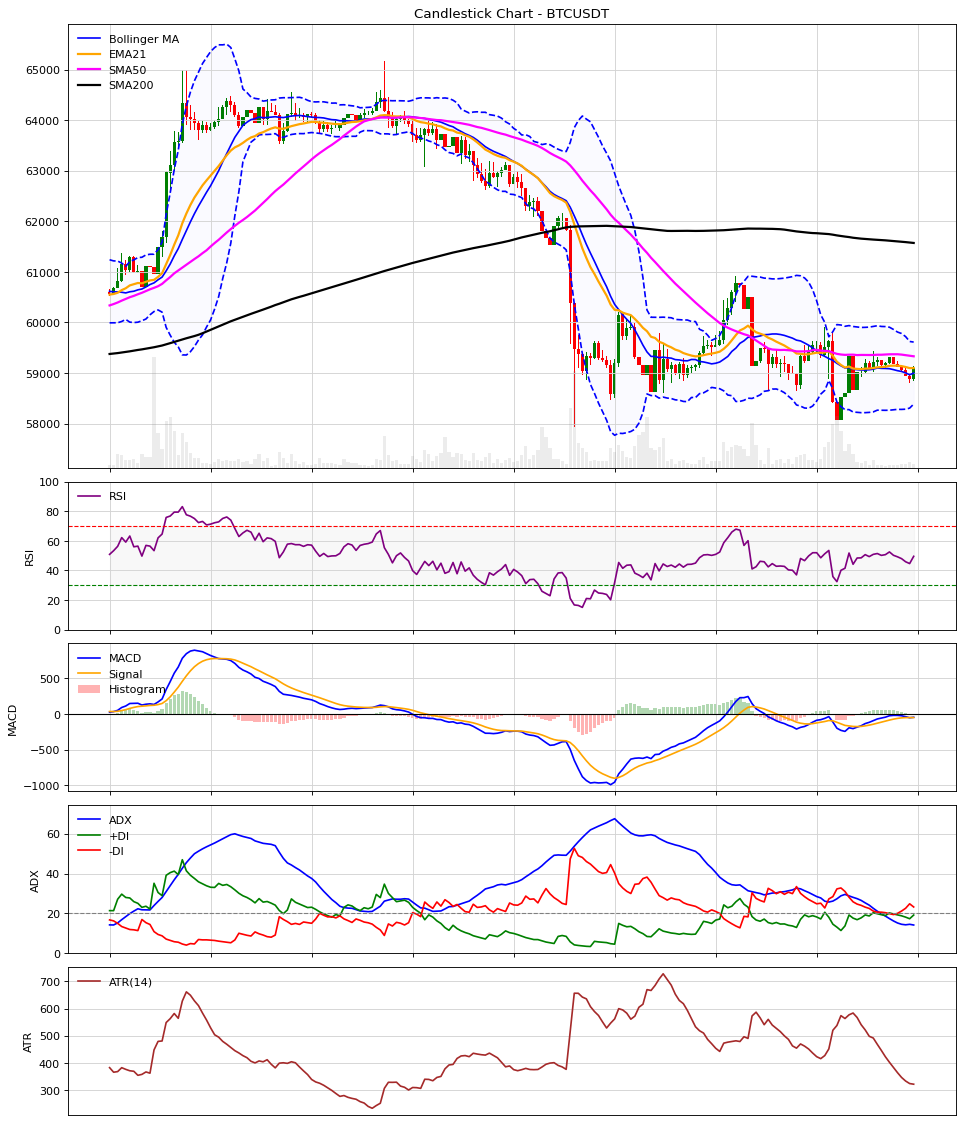 Candlestick Chart - BTCUSDT
Bollinger MA
EMA21
SMA50
SMA200
65000
64000
63000
62000
61000
60000
59000
58000
RSI
100
80
60
40
20
0
RSI
MACD
Signal
Histogram
500
0
−500
−1000
MACD
ADX
+DI
-DI
60
40
20
0
ADX
ATR(14)
700
600
500
400
300
ATR